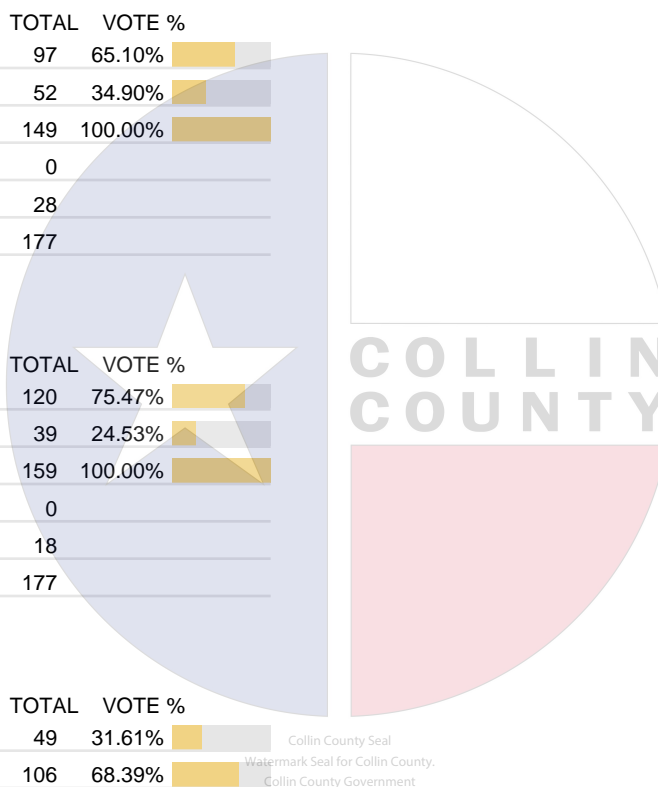 TOTAL VOTE %
97 65.10%
52 34.90%
149 100.00%
0
28
177
COLLIN
COUNTY
TOTAL VOTE %
120 75.47%
39 24.53%
159 100.00%
0
18
177
TOTAL VOTE %
49 31.61%
106 68.39%
Collin County Seal
Watermark Seal for Collin County.
Collin County Government